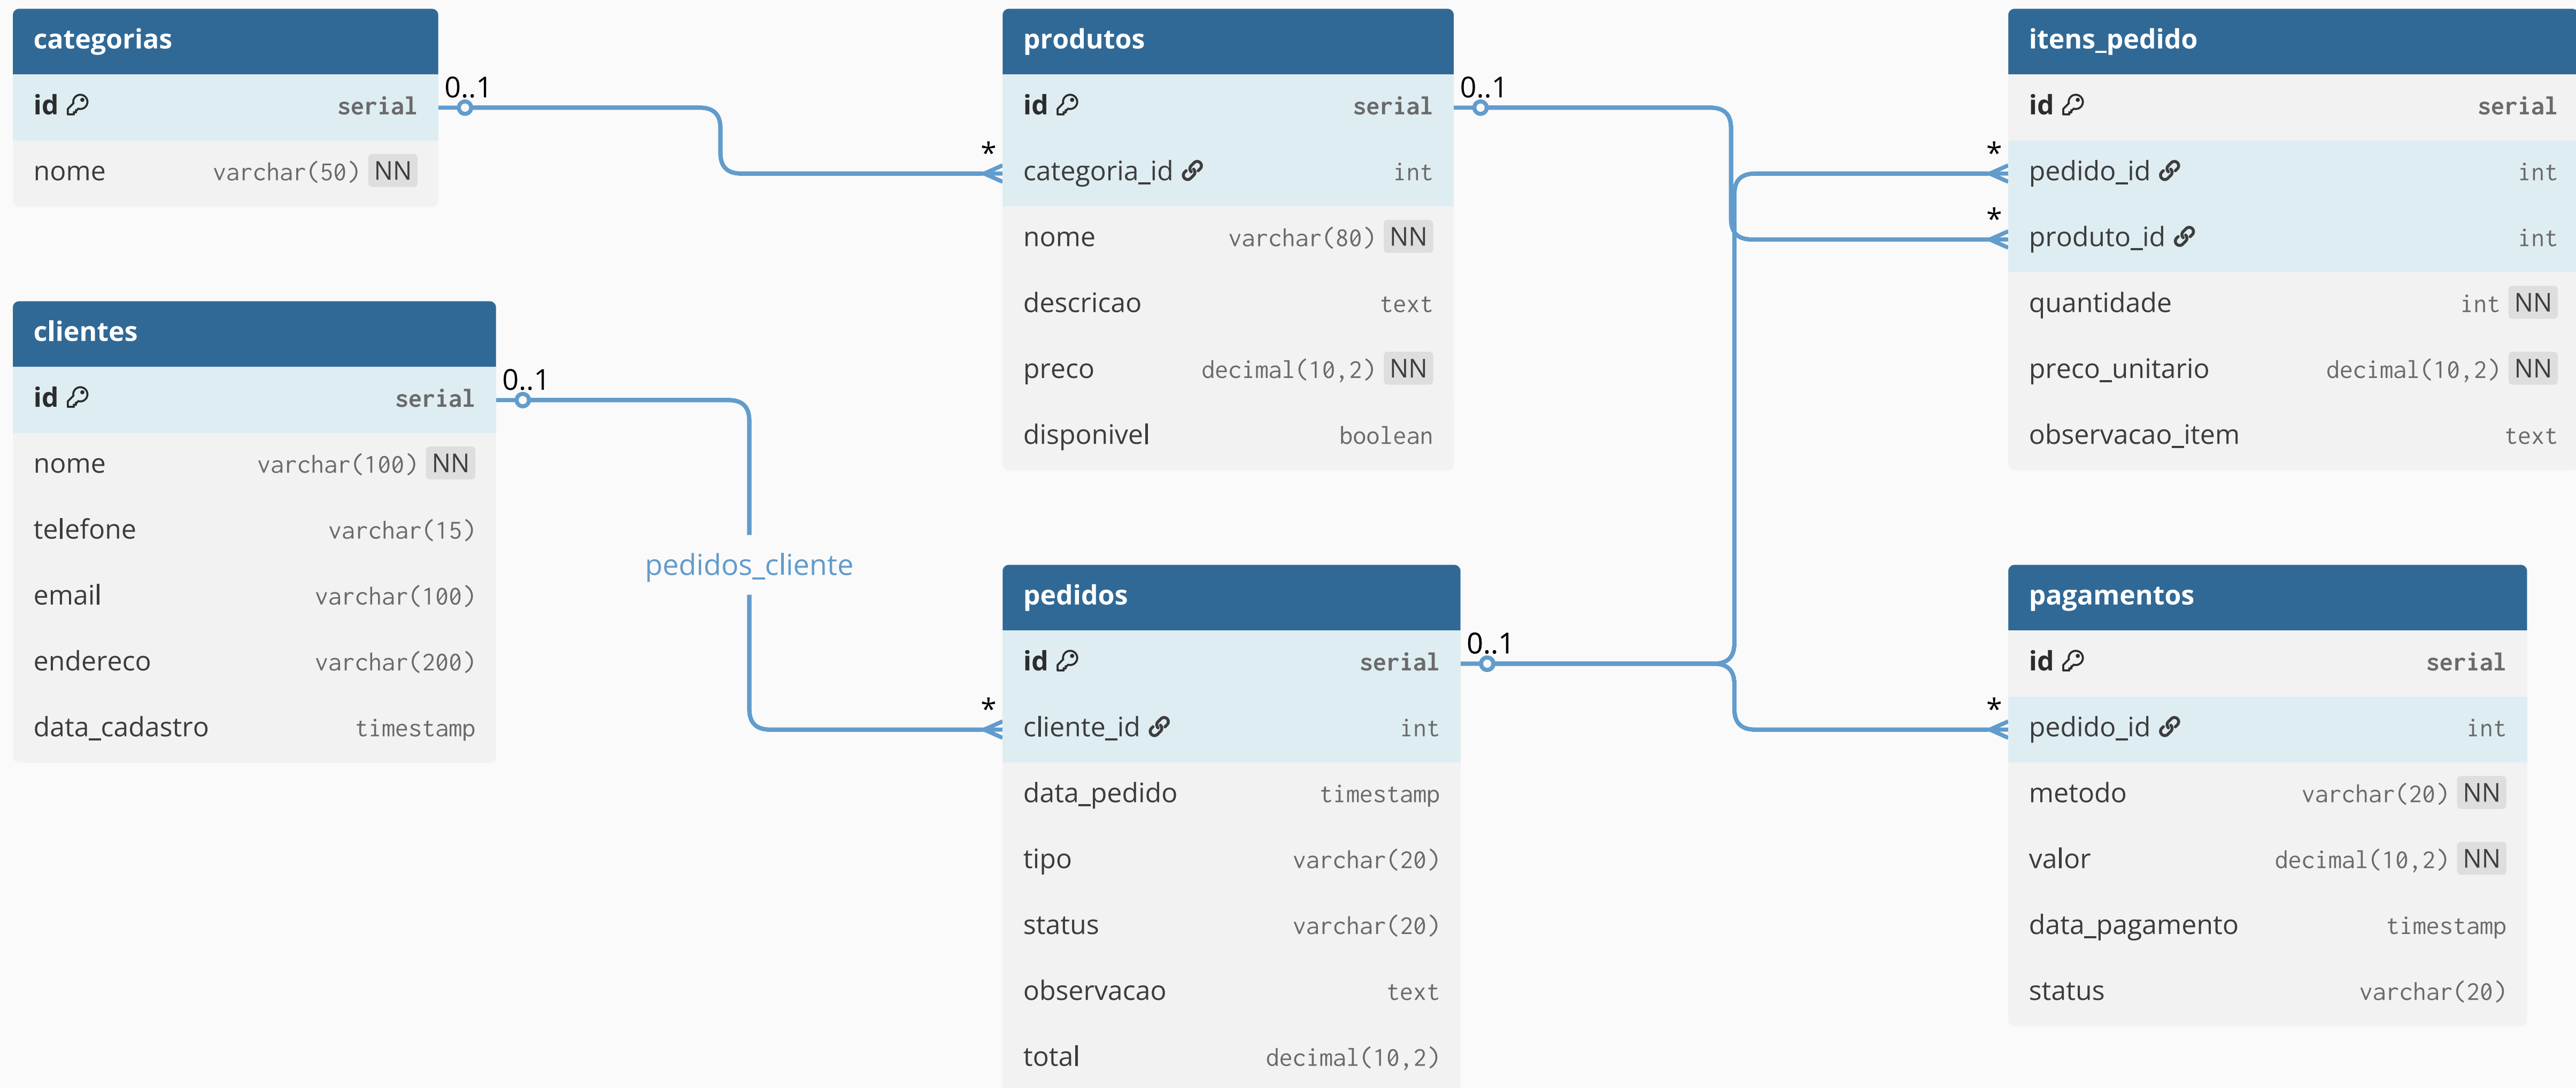 categorias
id serial
nome varchar(50) NN
0..1
*
produtos
id serial
categoria_id int
nome varchar(80) NN
descricao text
preco decimal(10,2) NN
disponivel boolean
0..1
*
*
itens_pedido
id serial
pedido_id int
produto_id int
quantidade int NN
preco_unitario decimal(10,2) NN
observacao_item text
clientes
id serial
nome varchar(100) NN
telefone varchar(15)
email varchar(100)
endereco varchar(200)
data_cadastro timestamp
0..1
pedidos_cliente
*
pedidos
id serial
cliente_id int
data_pedido timestamp
tipo varchar(20)
status varchar(20)
observacao text
total decimal(10,2)
0..1
*
pagamentos
id serial
pedido_id int
metodo varchar(20) NN
valor decimal(10,2) NN
data_pagamento timestamp
status varchar(20)